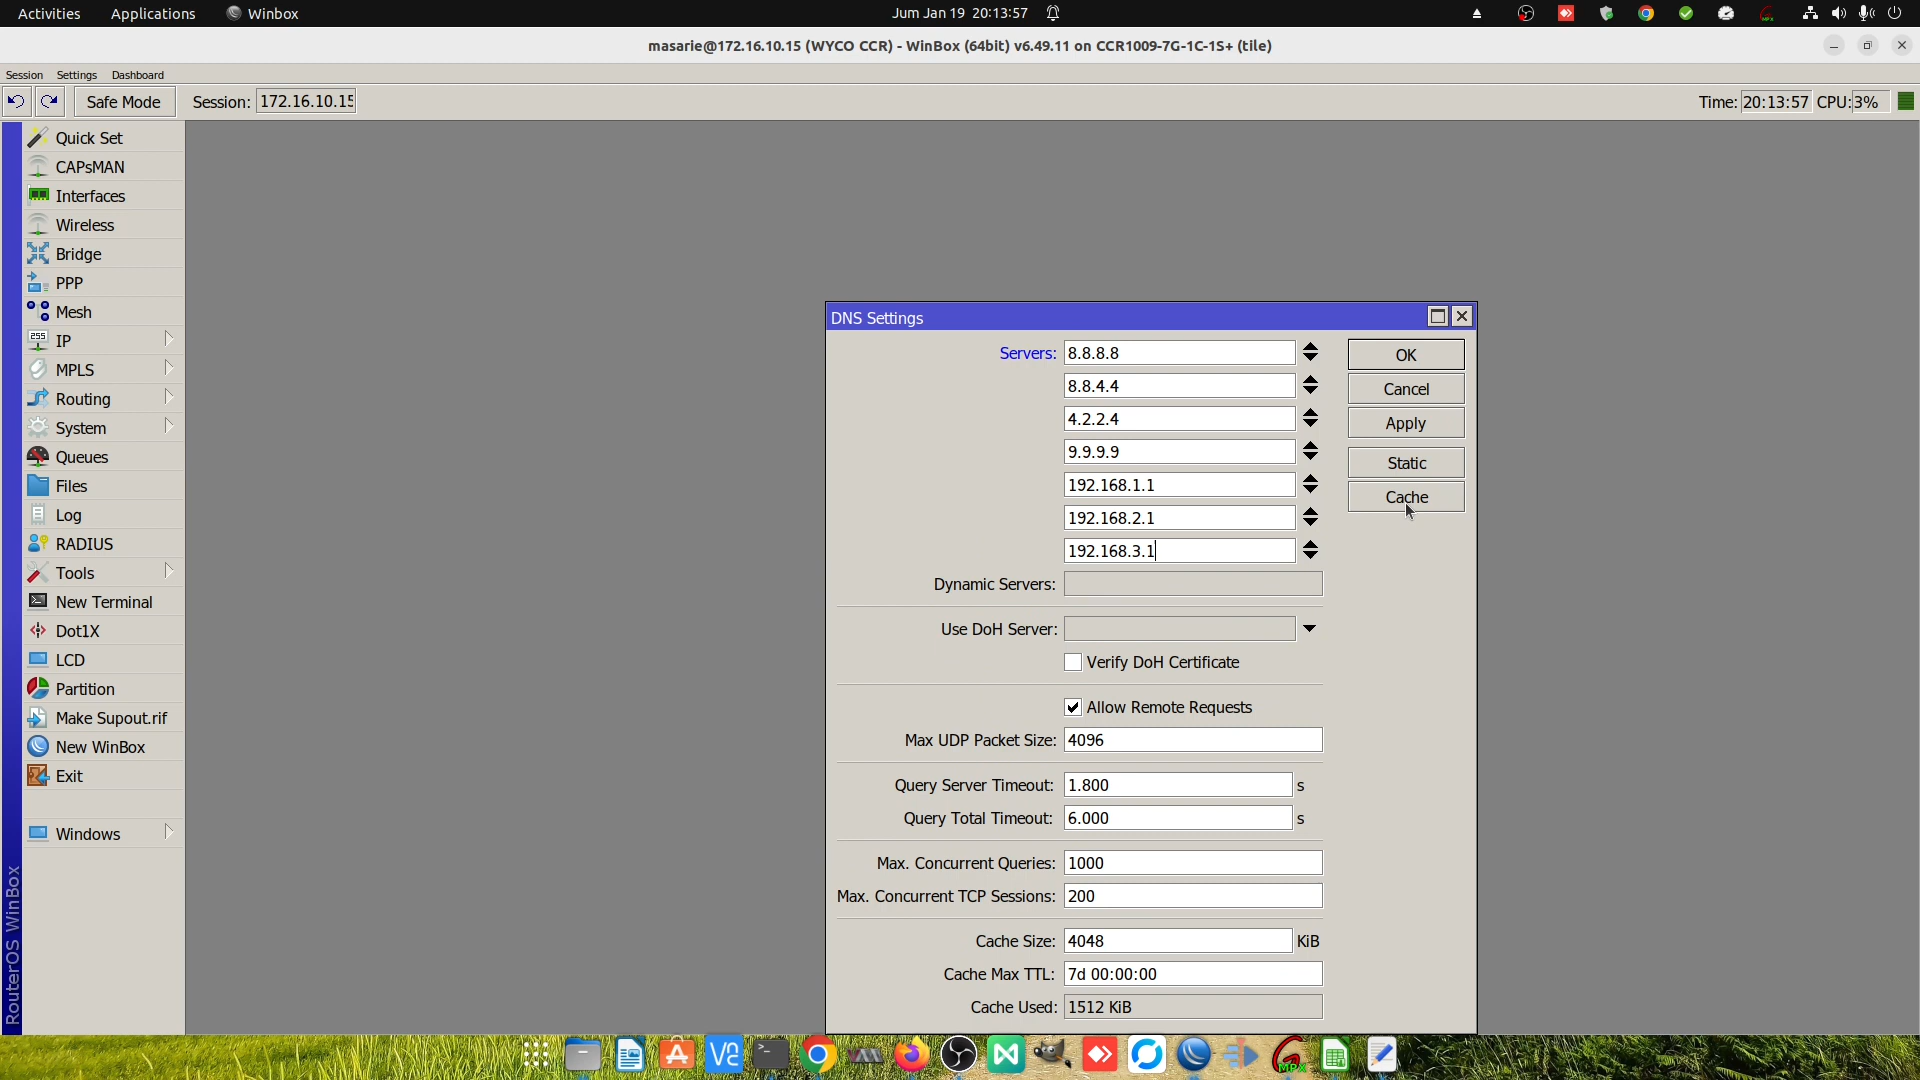 Activities Applications Winbox Jum Jan 19 20:13:57
masarie@172.16.10.15 (WYCO CCR) - WinBox (64bit) v6.49.11 on CCR1009-7G-1C-1S+ (tile)
Session Settings Dashboard
Safe Mode Session: 172.16.10.15 Time: 20:13:57 CPU: 3%
Quick Set
CAPsMAN
Interfaces
Wireless
Bridge
PPP
Mesh
IP
MPLS
Routing
System
Queues
Files
Log
RADIUS
Tools
New Terminal
Dot1X
LCD
Partition
Make Supout.rif
New WinBox
Exit
Windows
RouterOS WinBox
DNS Settings
Servers: 8.8.8.8
8.8.4.4
4.2.2.4
9.9.9.9
192.168.1.1
192.168.2.1
192.168.3.1
Dynamic Servers:
Use DoH Server:
Verify DoH Certificate
Allow Remote Requests
Max UDP Packet Size: 4096
Query Server Timeout: 1.800 s
Query Total Timeout: 6.000 s
Max. Concurrent Queries: 1000
Max. Concurrent TCP Sessions: 200
Cache Size: 4048 KiB
Cache Max TTL: 7d 00:00:00
Cache Used: 1512 KiB
OK
Cancel
Apply
Static
Cache